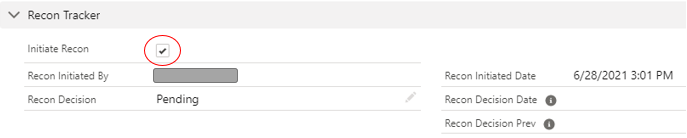 Recon Tracker
Initiate Recon
Recon Initiated By
Recon Initiated Date 6/28/2021 3:01 PM
Recon Decision Pending
Recon Decision Date
Recon Decision Prev